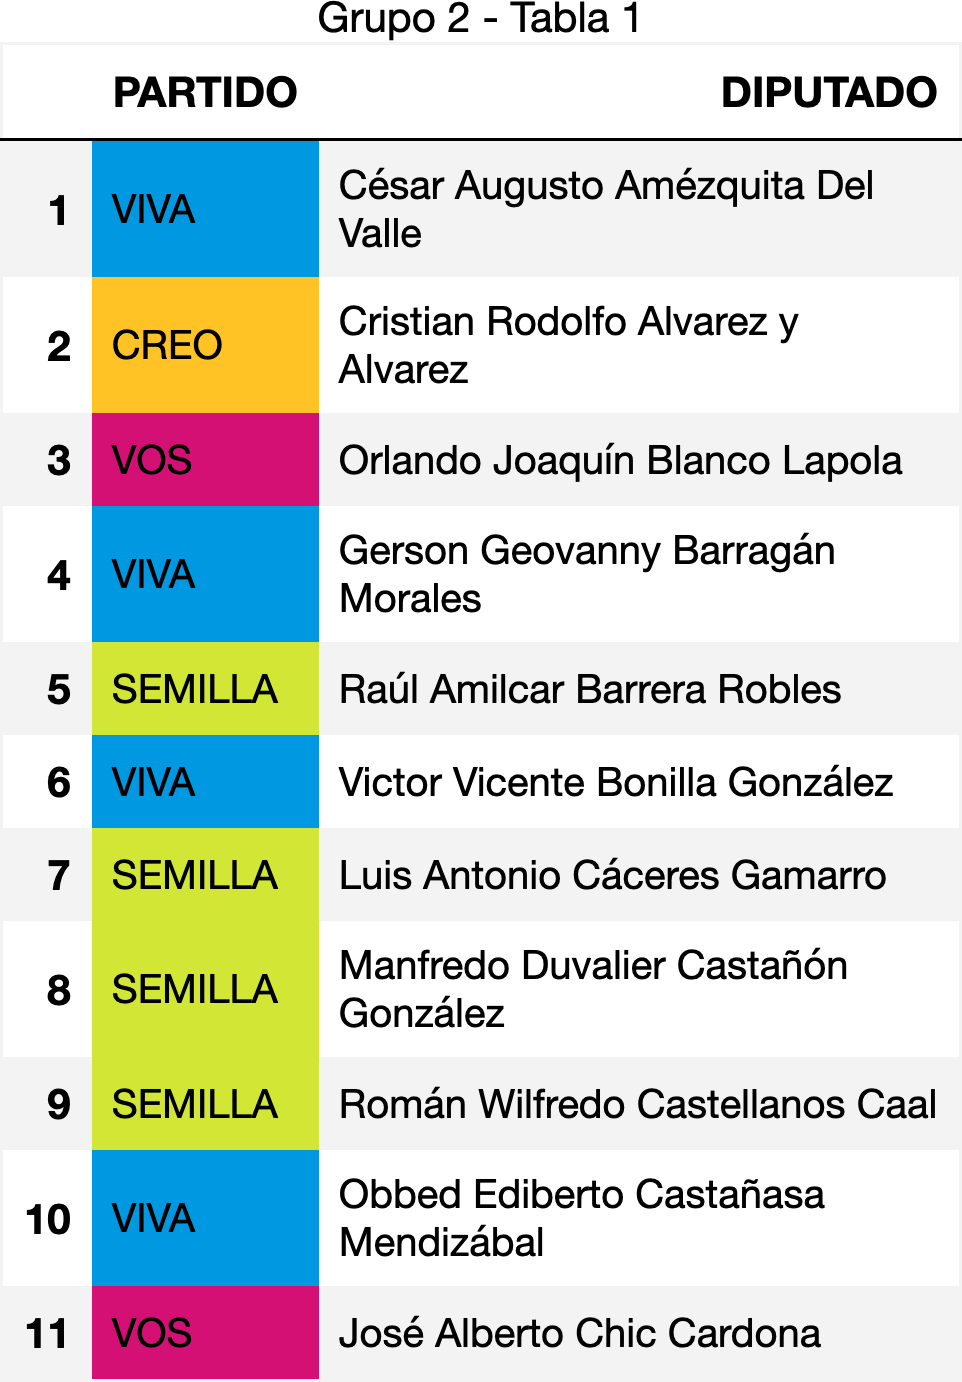 Grupo 2 - Tabla 1
PARTIDO DIPUTADO
1 VIVA César Augusto Amézquita Del
Valle
2 CREO Cristian Rodolfo Alvarez y
Alvarez
3 VOS Orlando Joaquín Blanco Lapola
4 VIVA Gerson Geovanny Barragán
Morales
5 SEMILLA Raúl Amilcar Barrera Robles
6 VIVA Victor Vicente Bonilla González
7 SEMILLA Luis Antonio Cáceres Gamarro
8 SEMILLA Manfredo Duvalier Castañón
González
9 SEMILLA Román Wilfredo Castellanos Caal
10 VIVA Obbed Ediberto Castañasa
Mendizábal
11 VOS José Alberto Chic Cardona